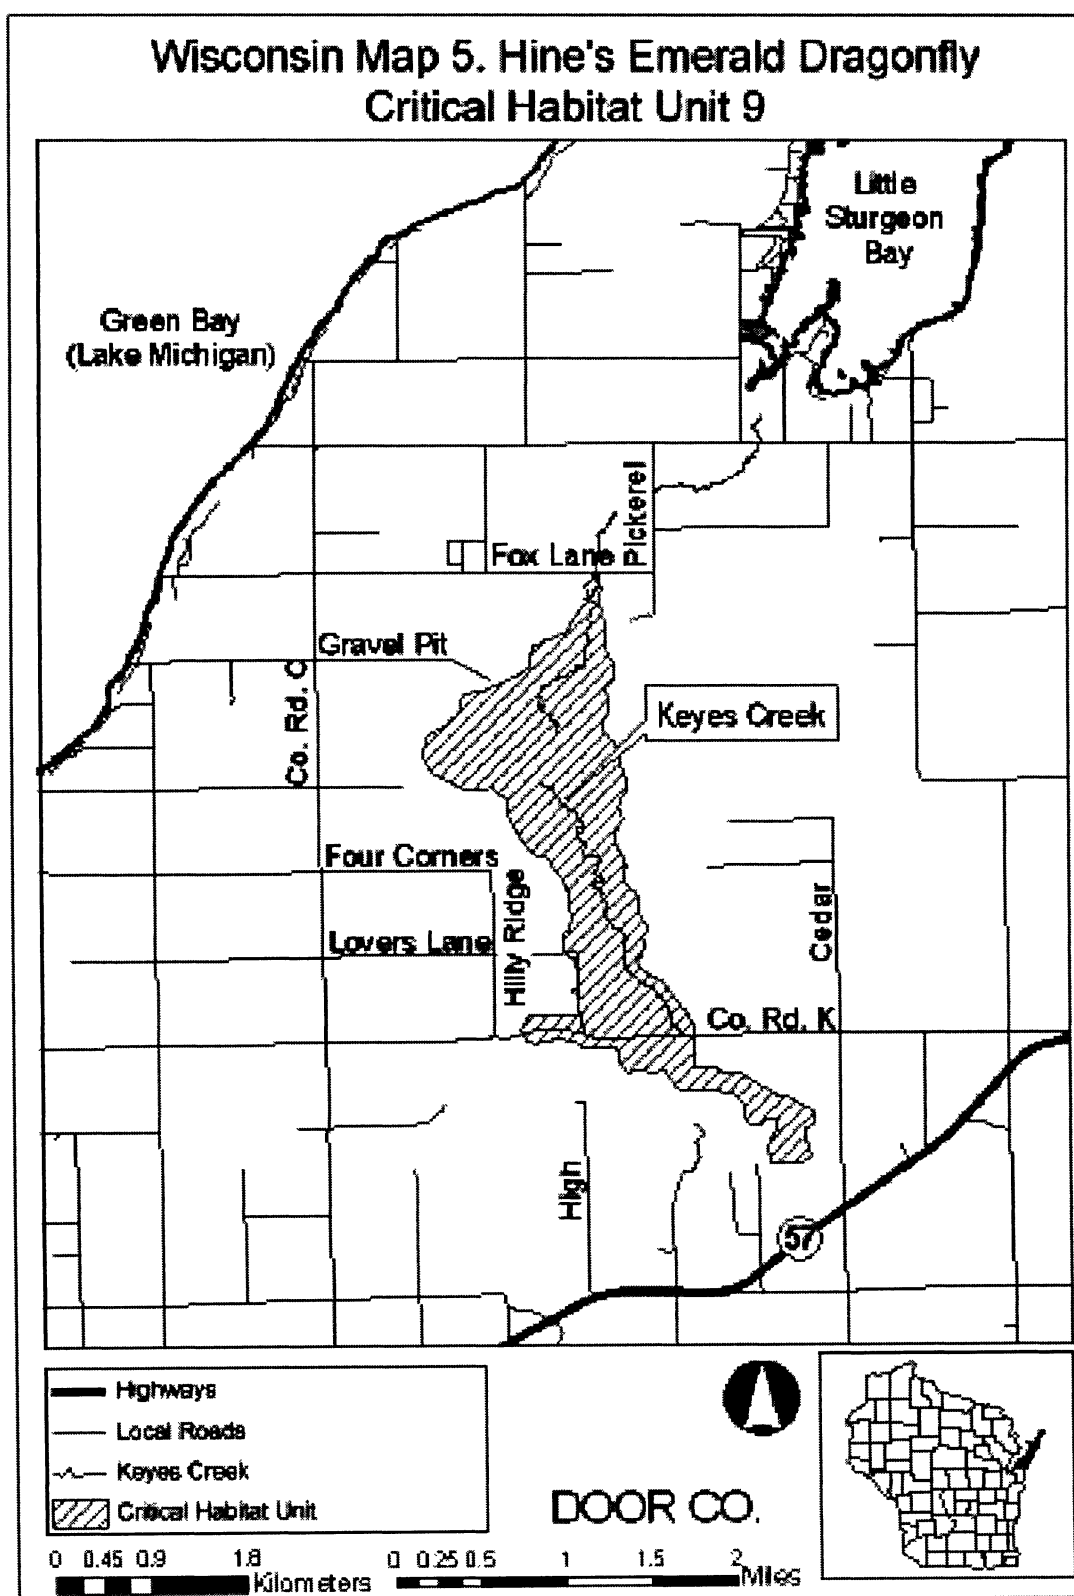 Wisconsin Map 5. Hine's Emerald Dragonfly
Critical Habitat Unit 9
Little
Sturgeon
Bay
Green Bay
(Lake Michigan)
Pickerel
Fox Lane
Gravel Pit
Co. Rd. C
Keyes Creek
Four Corners
Hilly Ridge
Lovers Lane
Cedar
Co. Rd. K
High
57
Highways
Local Roads
Keyes Creek
Critical Habitat Unit
DOOR CO.
0 0.45 0.9 1.8 Kilometers
0 0.25 0.5 1 1.5 2 Miles